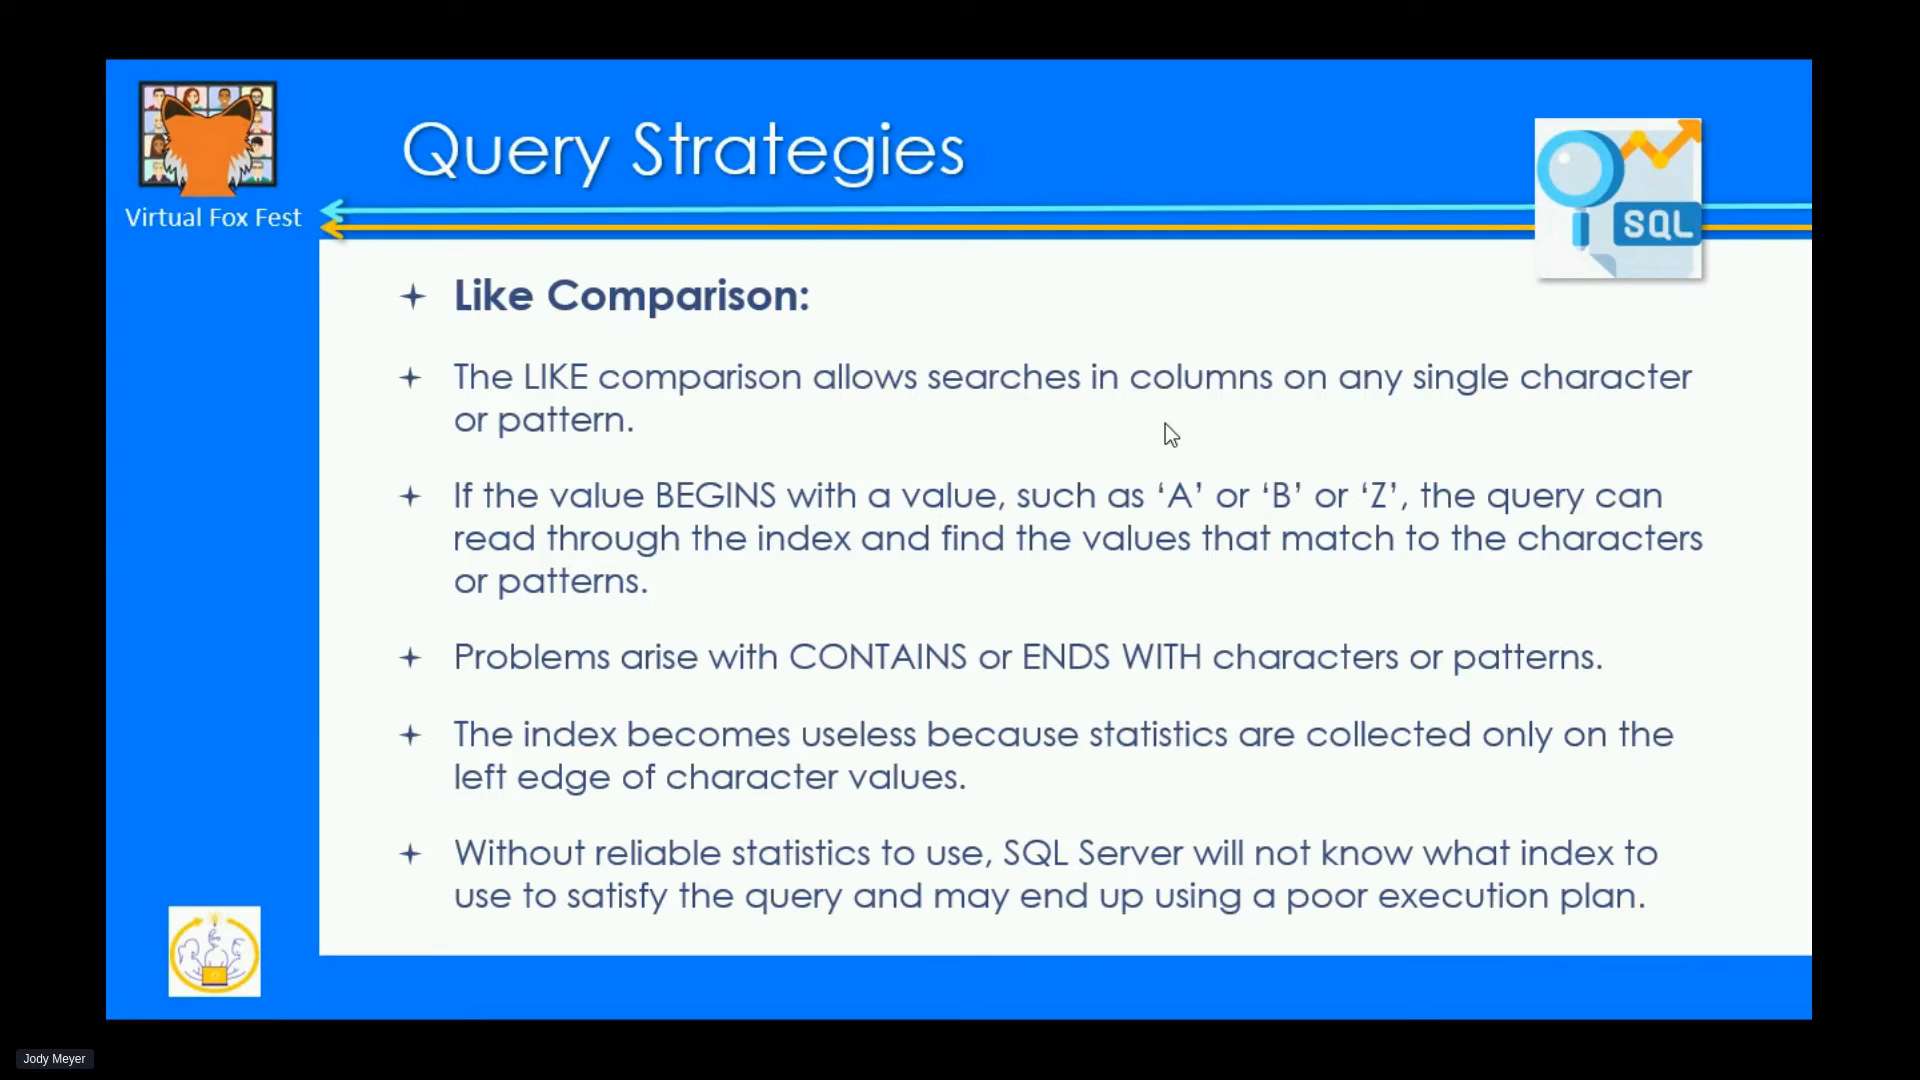 Query Strategies
Virtual Fox Fest
SQL
Like Comparison:
The LIKE comparison allows searches in columns on any single character
or pattern.
If the value BEGINS with a value, such as ‘A’ or ‘B’ or ‘Z’, the query can
read through the index and find the values that match to the characters
or patterns.
Problems arise with CONTAINS or ENDS WITH characters or patterns.
The index becomes useless because statistics are collected only on the
left edge of character values.
Without reliable statistics to use, SQL Server will not know what index to
use to satisfy the query and may end up using a poor execution plan.
Jody Meyer